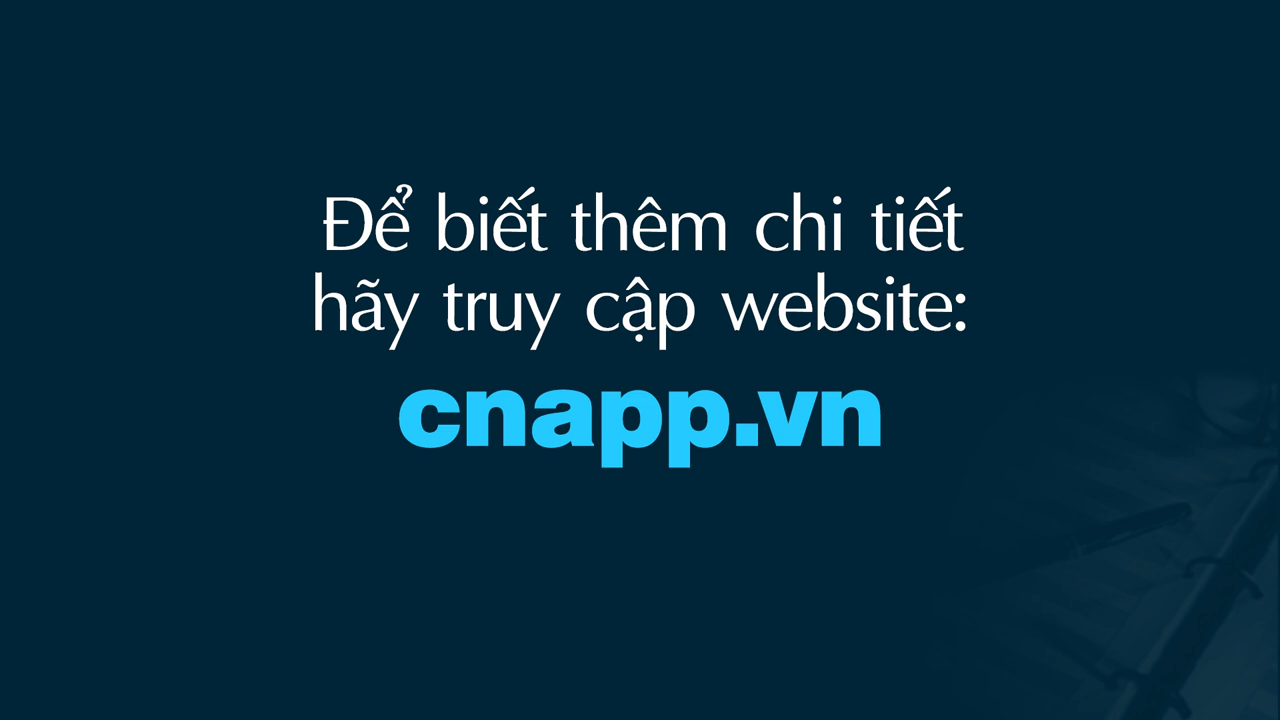 Để biết thêm chi tiết
hãy truy cập website:
cnapp.vn